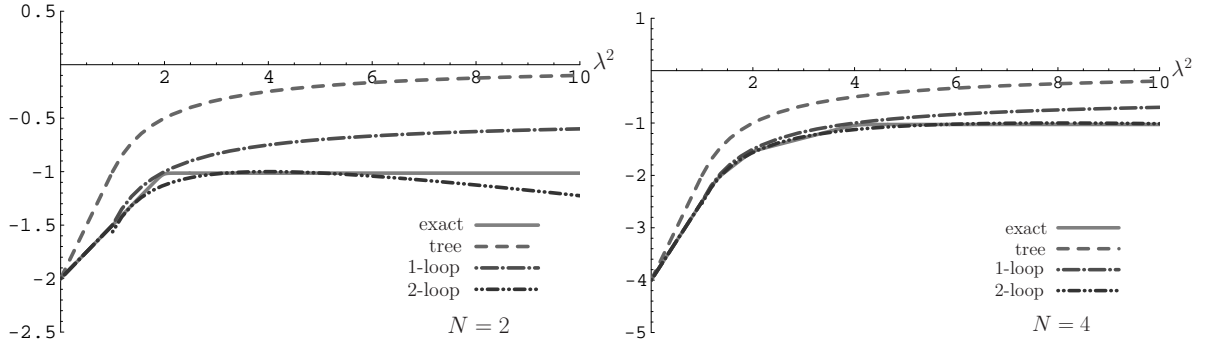 0.5
λ²
2 4 6 8 10
-0.5
-1
-1.5
-2
-2.5
exact
tree
1-loop
2-loop
N = 2
1
λ²
2 4 6 8 10
-1
-2
-3
-4
-5
exact
tree
1-loop
2-loop
N = 4